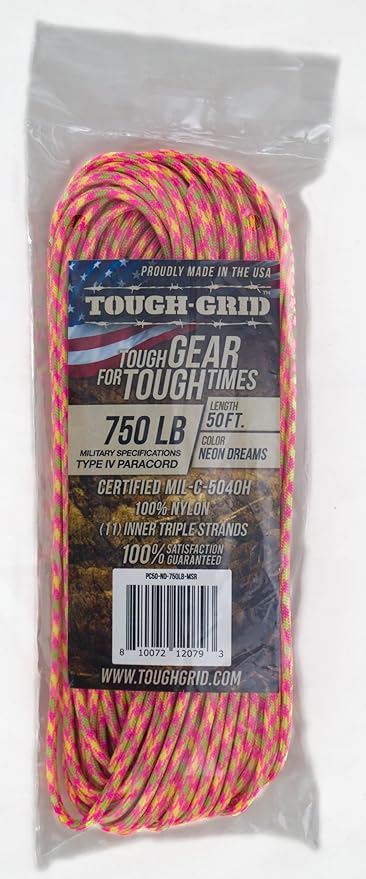 PROUDLY MADE IN THE USA
TOUGH-GRID™
TOUGH GEAR
FOR TOUGH TIMES
750 LB
MILITARY SPECIFICATIONS
TYPE IV PARACORD
LENGTH
50 FT.
COLOR
NEON DREAMS
CERTIFIED MIL-C-5040H
100% NYLON
(11) INNER TRIPLE STRANDS
100% SATISFACTION
GUARANTEED
PC50-ND-750LB-MSR
8 10072 12079 3
WWW.TOUGHGRID.COM